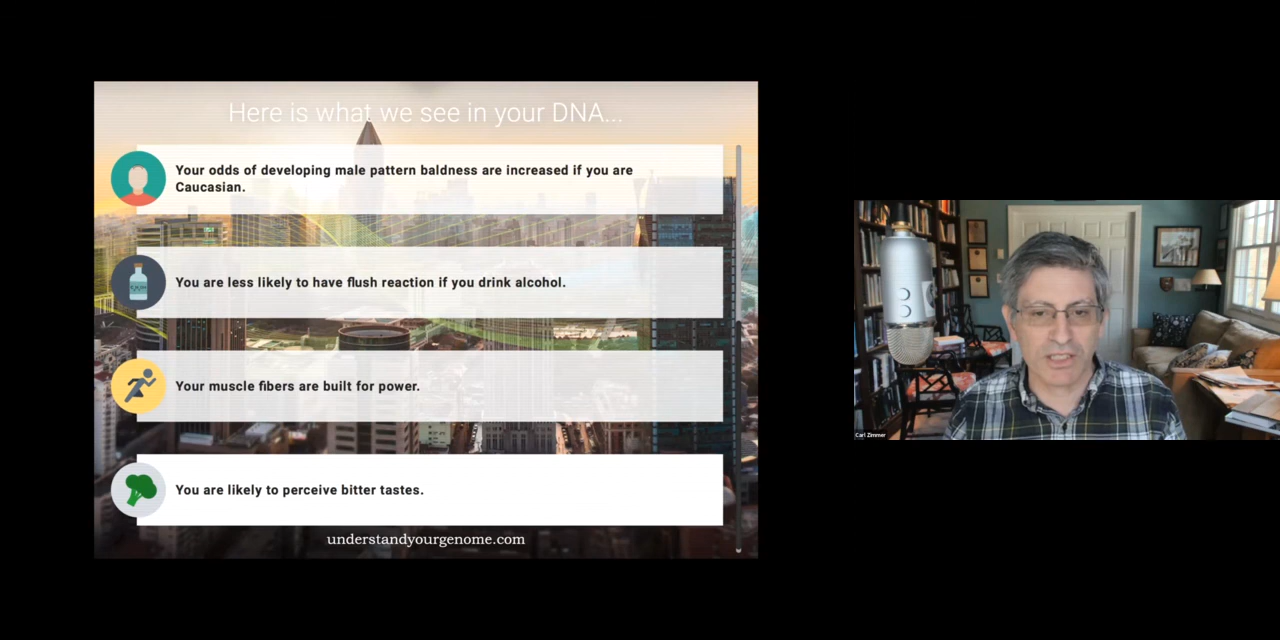 Here is what we see in your DNA...
Your odds of developing male pattern baldness are increased if you are
Caucasian.
You are less likely to have flush reaction if you drink alcohol.
Your muscle fibers are built for power.
You are likely to perceive bitter tastes.
understandyourgenome.com
Carl Zimmer